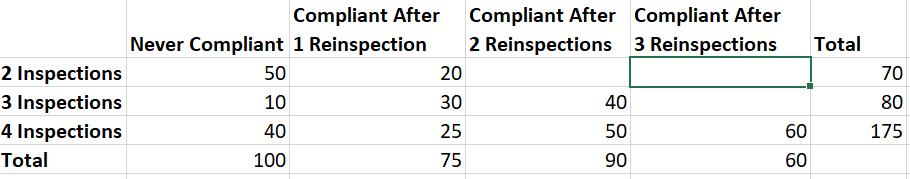 Never Compliant Compliant After 1 Reinspection Compliant After 2 Reinspections Compliant After 3 Reinspections Total
2 Inspections 50 20 70
3 Inspections 10 30 40 80
4 Inspections 40 25 50 60 175
Total 100 75 90 60